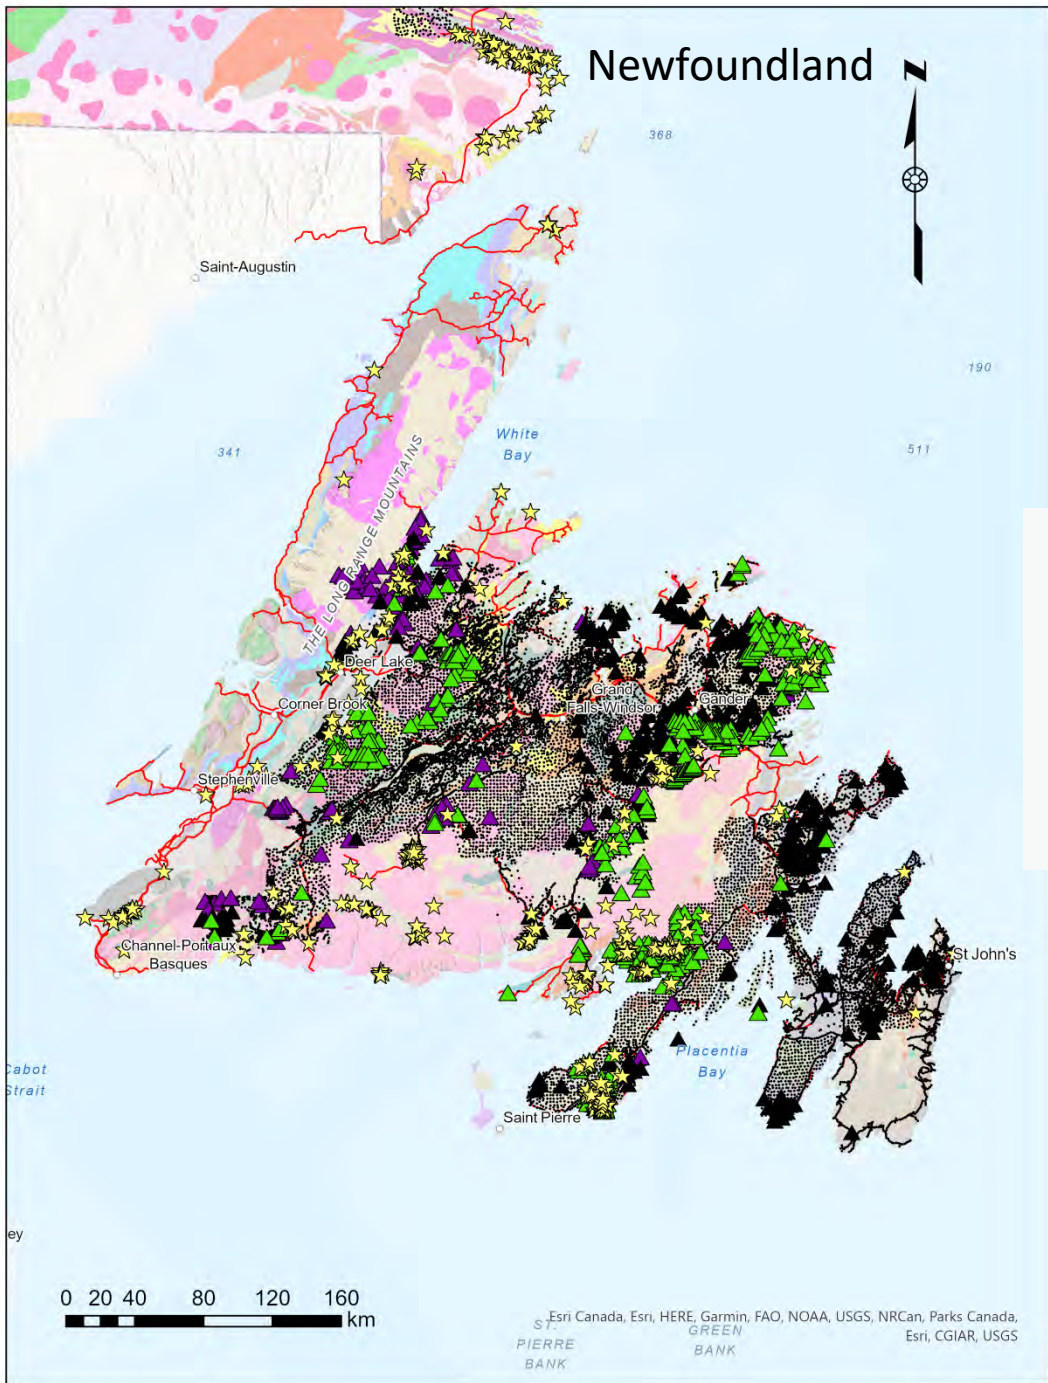 Newfoundland
N
368
Saint-Augustin
190
White
Bay
341
511
THE LONG RANGE MOUNTAINS
Deer Lake
Corner Brook
Grand
Falls-Windsor
Gander
Stephenville
Channel-Port aux
Basques
St John's
Placentia
Bay
Cabot
Strait
Saint Pierre
ey
0 20 40 80 120 160
km
Esri Canada, Esri, HERE, Garmin, FAO, NOAA, USGS, NRCan, Parks Canada,
Esri, CGIAR, USGS
ST.
PIERRE
BANK
GREEN
BANK